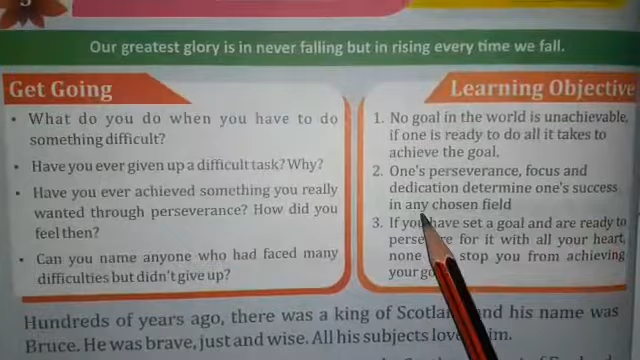 Our greatest glory is in never falling but in rising every time we fall.
Get Going
• What do you do when you have to do
something difficult?
• Have you ever given up a difficult task? Why?
• Have you ever achieved something you really
wanted through perseverance? How did you
feel then?
• Can you name anyone who had faced many
difficulties but didn't give up?
Learning Objective
1. No goal in the world is unachievable,
if one is ready to do all it takes to
achieve the goal.
2. One's perseverance, focus and
dedication determine one's success
in any chosen field
3. If you have set a goal and are ready to
for it with all your heart,
none stop you from achieving
your
Hundreds of years ago, there was a king of Scotland and his name was
Bruce. He was brave, just and wise. All his subjects him.